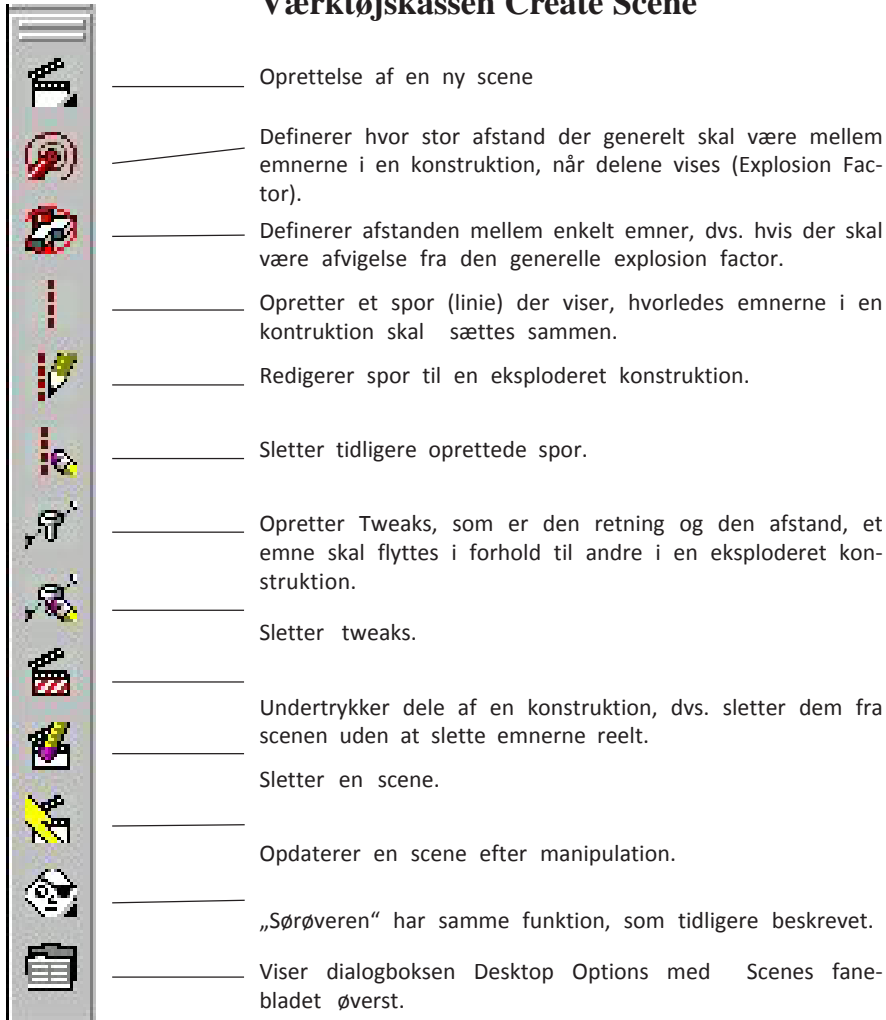 Værktøjskassen Create Scene
Oprettelse af en ny scene
Definerer hvor stor afstand der generelt skal være mellem
emnerne i en konstruktion, når delene vises (Explosion Fac-
tor).
Definerer afstanden mellem enkelt emner, dvs. hvis der skal
være afvigelse fra den generelle explosion factor.
Opretter et spor (linie) der viser, hvorledes emnerne i en
kontruktion skal sættes sammen.
Redigerer spor til en eksploderet konstruktion.
Sletter tidligere oprettede spor.
Opretter Tweaks, som er den retning og den afstand, et
emne skal flyttes i forhold til andre i en eksploderet kon-
struktion.
Sletter tweaks.
Undertrykker dele af en konstruktion, dvs. sletter dem fra
scenen uden at slette emnerne reelt.
Sletter en scene.
Opdaterer en scene efter manipulation.
„Sørøveren“ har samme funktion, som tidligere beskrevet.
Viser dialogboksen Desktop Options med Scenes fane-
bladet øverst.